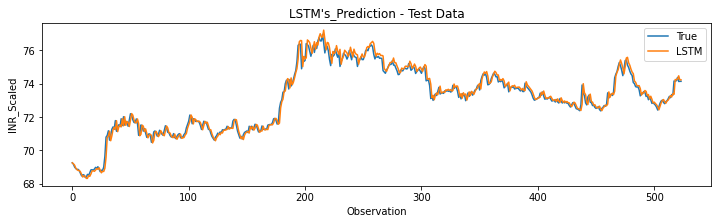 LSTM's_Prediction - Test Data
True
LSTM
INR_Scaled
76
74
72
70
68
0
100
200
300
400
500
Observation